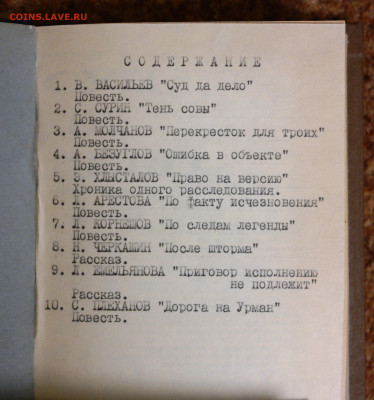 COINS.LAVE.RU
С О Д Е Р Ж А Н И Е
1. В. ВАСИЛЬЕВ "Суд да дело"
Повесть.
2. С. СУРИН "Тень совы"
Повесть.
3. А. МОЛЧАНОВ "Перекресток для троих"
Повесть.
4. А. БЕЗУГЛОВ "Ошибка в объекте"
Повесть.
5. Э. ХЛЫСТАЛОВ "Право на версию"
Хроника одного расследования.
6. Л. АРЕСТОВА "По факту исчезновения"
Повесть.
7. Л. КОРНЕШОВ "По следам легенды"
Повесть.
8. Н. ЧЕРКАШИН "После шторма"
Рассказ.
9. Л. ЕМЕЛЬЯНОВА "Приговор исполнению
не подлежит"
Рассказ.
10. С. ПЛЕХАНОВ "Дорога на Урман"
Повесть.